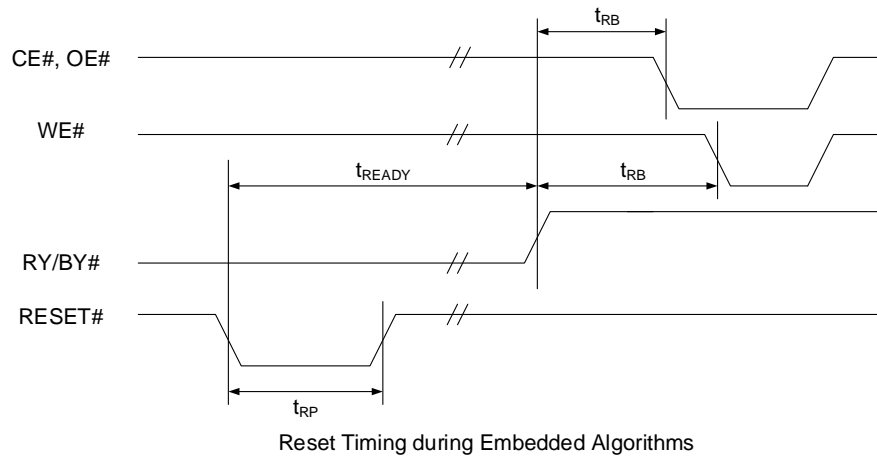 tRB
CE#, OE#
WE#
tREADY
tRB
RY/BY#
RESET#
tRP
Reset Timing during Embedded Algorithms